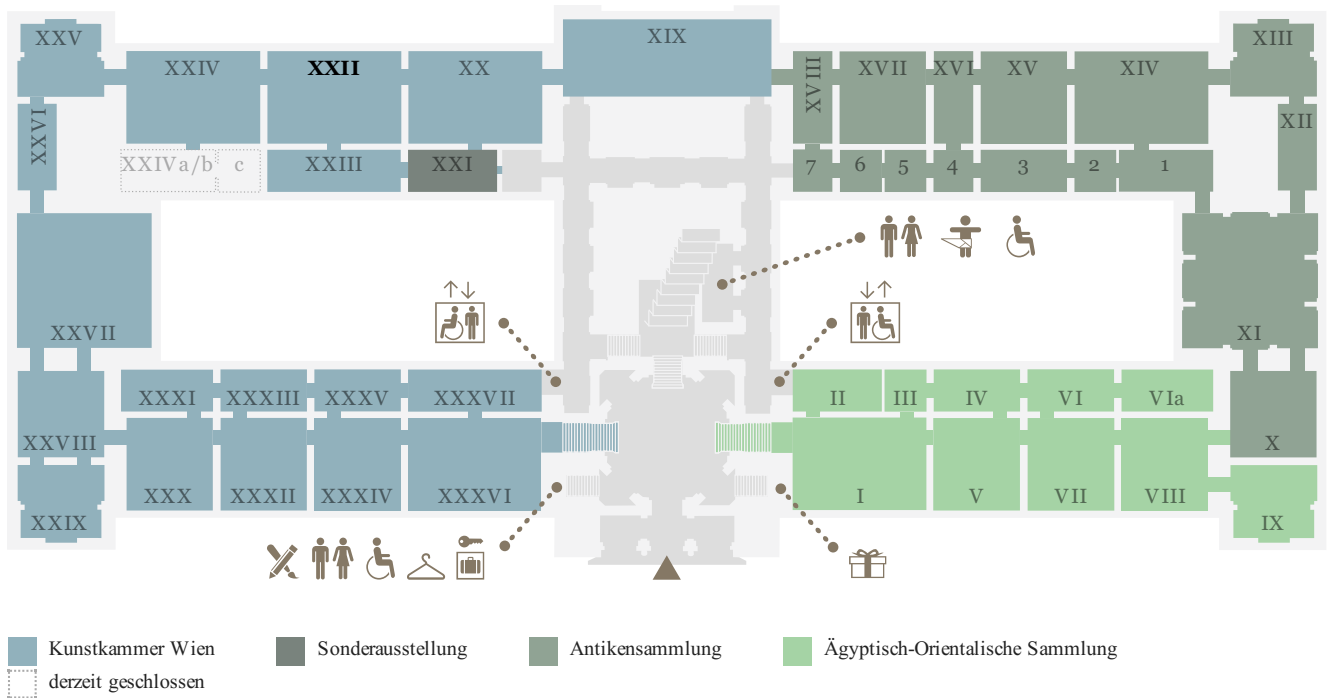 XXV
XXIV
XXII
XX
XIX
XVIII
XVII
XVI
XV
XIV
XIII
XXVI
XXIVa/b
c
XXIII
XXI
7
6
5
4
3
2
1
XII
XXVII
XI
XXXI
XXXIII
XXXV
XXXVII
II
III
IV
VI
VIa
XXVIII
X
XXX
XXXII
XXXIV
XXXVI
I
V
VII
VIII
XXIX
IX
Kunstkammer Wien
Sonderausstellung
Antikensammlung
Ägyptisch-Orientalische Sammlung
derzeit geschlossen